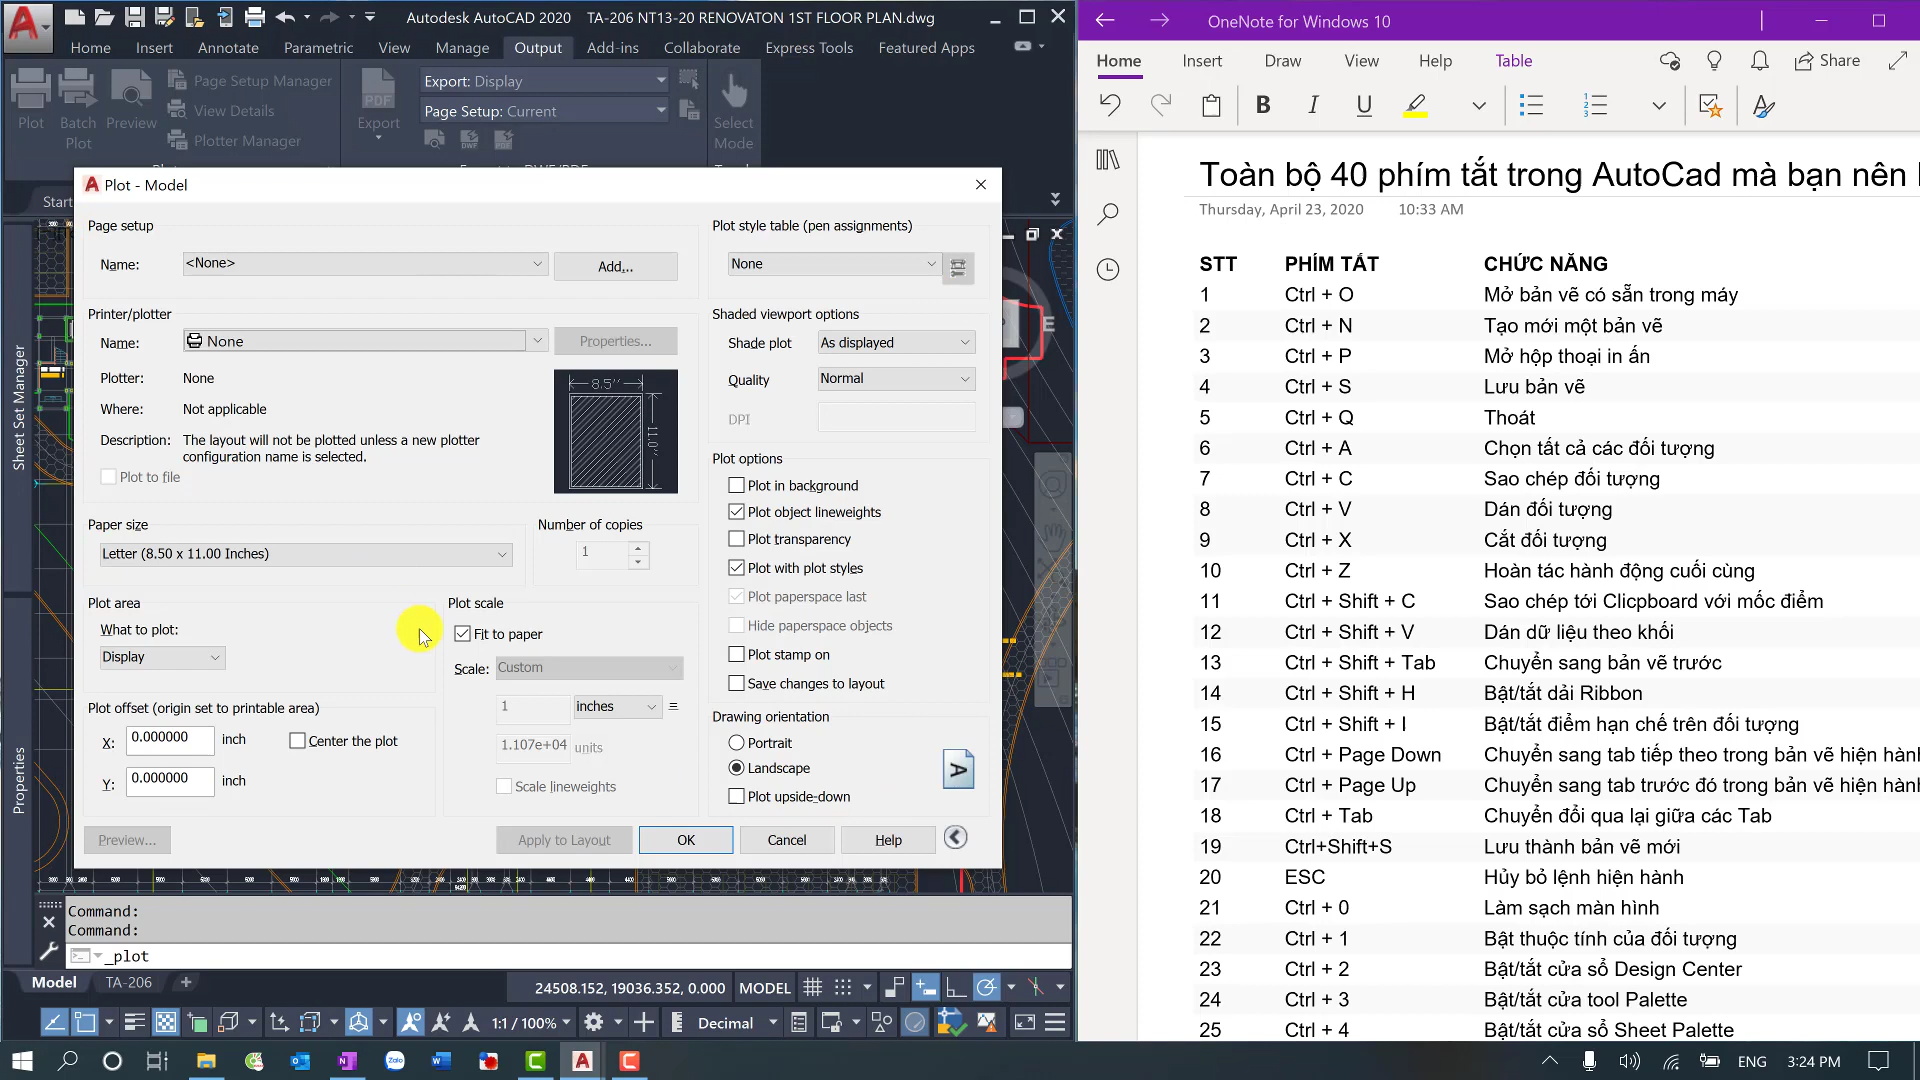 Autodesk AutoCAD 2020 TA-206 NT13-20 RENOVATON 1ST FLOOR PLAN.dwg
Home Insert Annotate Parametric View Manage Output Add-ins Collaborate Express Tools Featured Apps
Plot
Batch
Plot
Preview
Page Setup Manager
View Details
Plotter Manager
PDF
Export
Export: Display
Page Setup: Current
Select
Mode
Start
Sheet Set Manager
Properties
Plot - Model
Page setup
Name: <None> Add...
Printer/plotter
Name: None Properties...
Plotter: None
Where: Not applicable
Description: The layout will not be plotted unless a new plotter
configuration name is selected.
Plot to file
8.5''
11.0''
Paper size
Letter (8.50 x 11.00 Inches)
Number of copies
1
Plot area
What to plot:
Display
Plot scale
Fit to paper
Scale: Custom
1 inches =
1.107e+04 units
Scale lineweights
Plot offset (origin set to printable area)
X: 0.000000 inch Center the plot
Y: 0.000000 inch
Plot style table (pen assignments)
None
Shaded viewport options
Shade plot As displayed
Quality Normal
DPI
Plot options
Plot in background
Plot object lineweights
Plot transparency
Plot with plot styles
Plot paperspace last
Hide paperspace objects
Plot stamp on
Save changes to layout
Drawing orientation
Portrait
Landscape
Plot upside-down
A
Preview... Apply to Layout OK Cancel Help
E
Command:
Command:
_plot
Model TA-206 +
24508.152, 19036.352, 0.000 MODEL
1:1 / 100% Decimal
OneNote for Windows 10
Home Insert Draw View Help Table Share
B I U
Toàn bộ 40 phím tắt trong AutoCad mà bạn nên
Thursday, April 23, 2020 10:33 AM
STT PHÍM TẮT CHỨC NĂNG
1 Ctrl + O Mở bản vẽ có sẵn trong máy
2 Ctrl + N Tạo mới một bản vẽ
3 Ctrl + P Mở hộp thoại in ấn
4 Ctrl + S Lưu bản vẽ
5 Ctrl + Q Thoát
6 Ctrl + A Chọn tất cả các đối tượng
7 Ctrl + C Sao chép đối tượng
8 Ctrl + V Dán đối tượng
9 Ctrl + X Cắt đối tượng
10 Ctrl + Z Hoàn tác hành động cuối cùng
11 Ctrl + Shift + C Sao chép tới Clicpboard với mốc điểm
12 Ctrl + Shift + V Dán dữ liệu theo khối
13 Ctrl + Shift + Tab Chuyển sang bản vẽ trước
14 Ctrl + Shift + H Bật/tắt dải Ribbon
15 Ctrl + Shift + I Bật/tắt điểm hạn chế trên đối tượng
16 Ctrl + Page Down Chuyển sang tab tiếp theo trong bản vẽ hiện hành
17 Ctrl + Page Up Chuyển sang tab trước đó trong bản vẽ hiện hành
18 Ctrl + Tab Chuyển đổi qua lại giữa các Tab
19 Ctrl+Shift+S Lưu thành bản vẽ mới
20 ESC Hủy bỏ lệnh hiện hành
21 Ctrl + 0 Làm sạch màn hình
22 Ctrl + 1 Bật thuộc tính của đối tượng
23 Ctrl + 2 Bật/tắt cửa sổ Design Center
24 Ctrl + 3 Bật/tắt cửa tool Palette
25 Ctrl + 4 Bật/tắt cửa sổ Sheet Palette
Zalo
ENG 3:24 PM